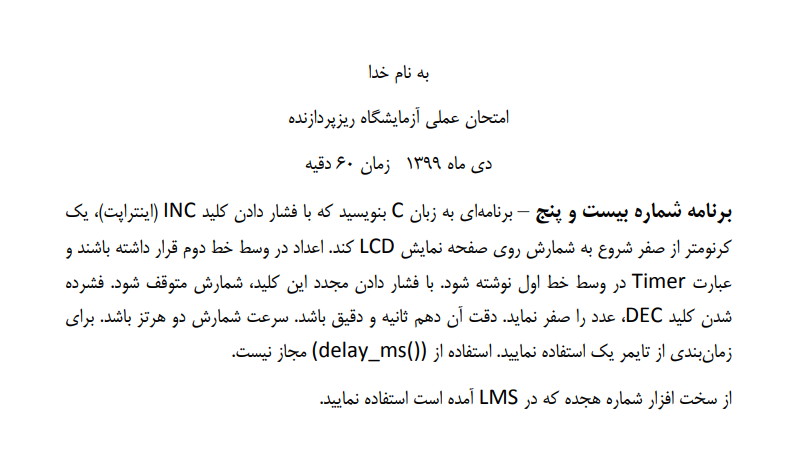 به نام خدا
امتحان عملی آزمایشگاه ریزپردازنده
دی ماه ۱۳۹۹ زمان ۶۰ دقیه
برنامه شماره بیست و پنج – برنامه‌ای به زبان C بنویسید که با فشار دادن کلید INC (اینتراپت)، یک
کرنومتر از صفر شروع به شمارش روی صفحه نمایش LCD کند. اعداد در وسط خط دوم قرار داشته باشند و
عبارت Timer در وسط خط اول نوشته شود. با فشار دادن مجدد این کلید، شمارش متوقف شود. فشرده
شدن کلید DEC، عدد را صفر نماید. دقت آن دهم ثانیه و دقیق باشد. سرعت شمارش دو هرتز باشد. برای
زمان‌بندی از تایمر یک استفاده نمایید. استفاده از (delay_ms()) مجاز نیست.
از سخت افزار شماره هجده که در LMS آمده است استفاده نمایید.